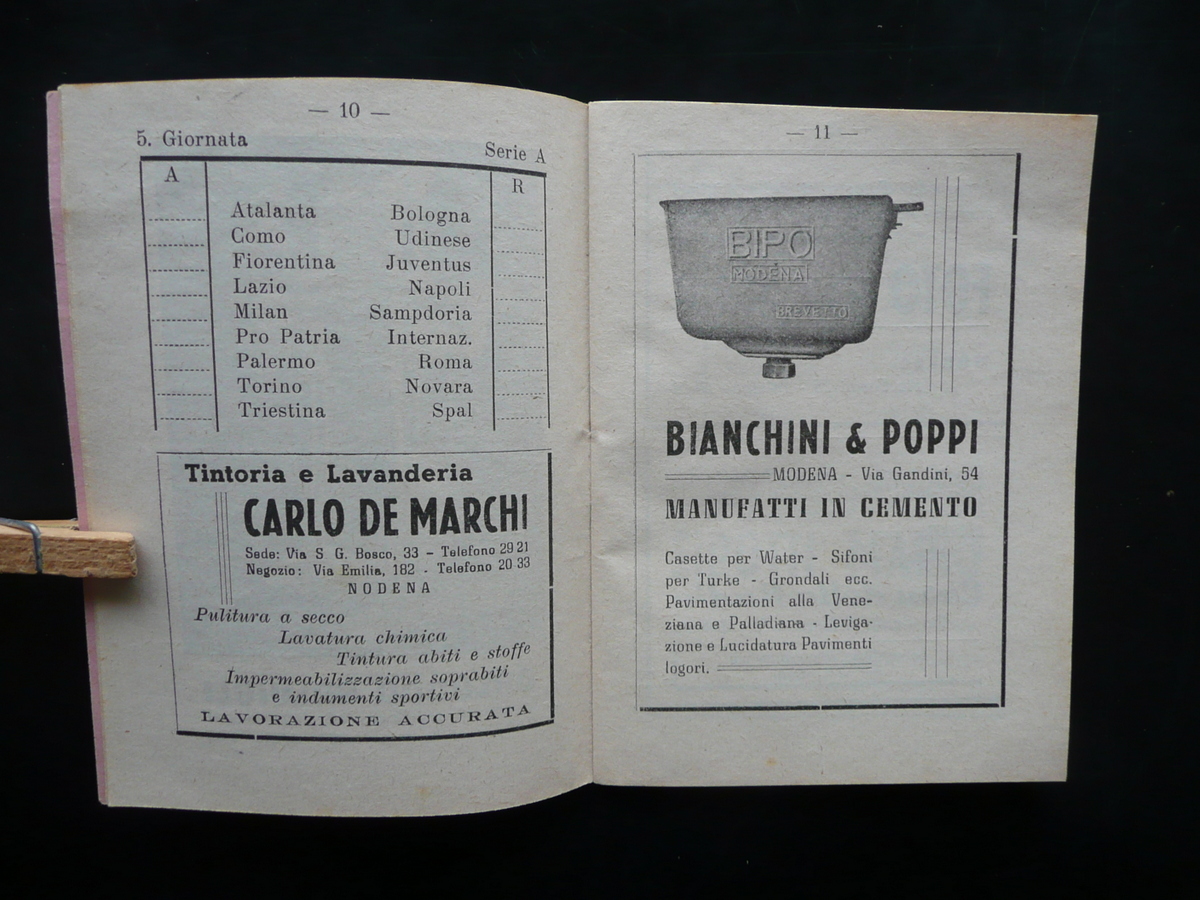 — 10 —
5. Giornata
Serie A
A R
Atalanta Bologna
Como Udinese
Fiorentina Juventus
Lazio Napoli
Milan Sampdoria
Pro Patria Internaz.
Palermo Roma
Torino Novara
Triestina Spal
Tintoria e Lavanderia
CARLO DE MARCHI
Sede: Via S G. Bosco, 33 - Telefono 29 21
Negozio: Via Emilia, 182 - Telefono 20 33
NODENA
Pulitura a secco
Lavatura chimica
Tintura abiti e stoffe
Impermeabilizzazione soprabiti
e indumenti sportivi
LAVORAZIONE ACCURATA
— 11 —
BIPO
MODENA
BREVETTO
BIANCHINI & POPPI
MODENA - Via Gandini, 54
MANUFATTI IN CEMENTO
Casette per Water - Sifoni
per Turke - Grondali ecc.
Pavimentazioni alla Vene-
ziana e Palladiana - Leviga-
zione e Lucidatura Pavimenti
logori.